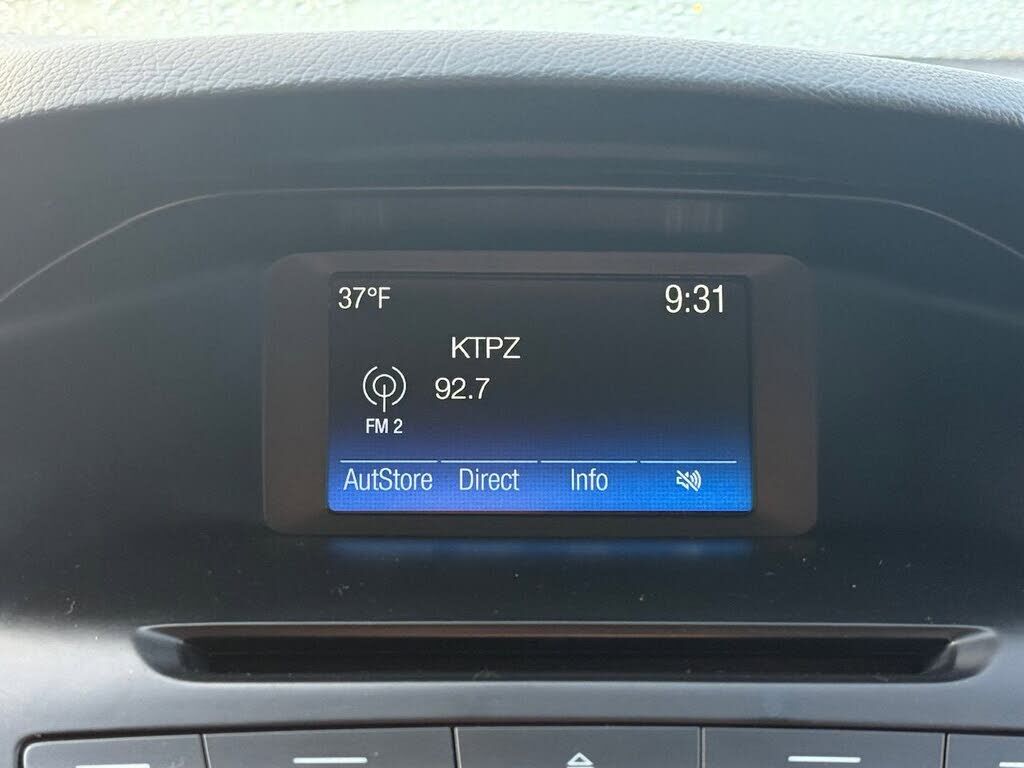 37°F 9:31
KTPZ
92.7
FM 2
AutStore Direct Info